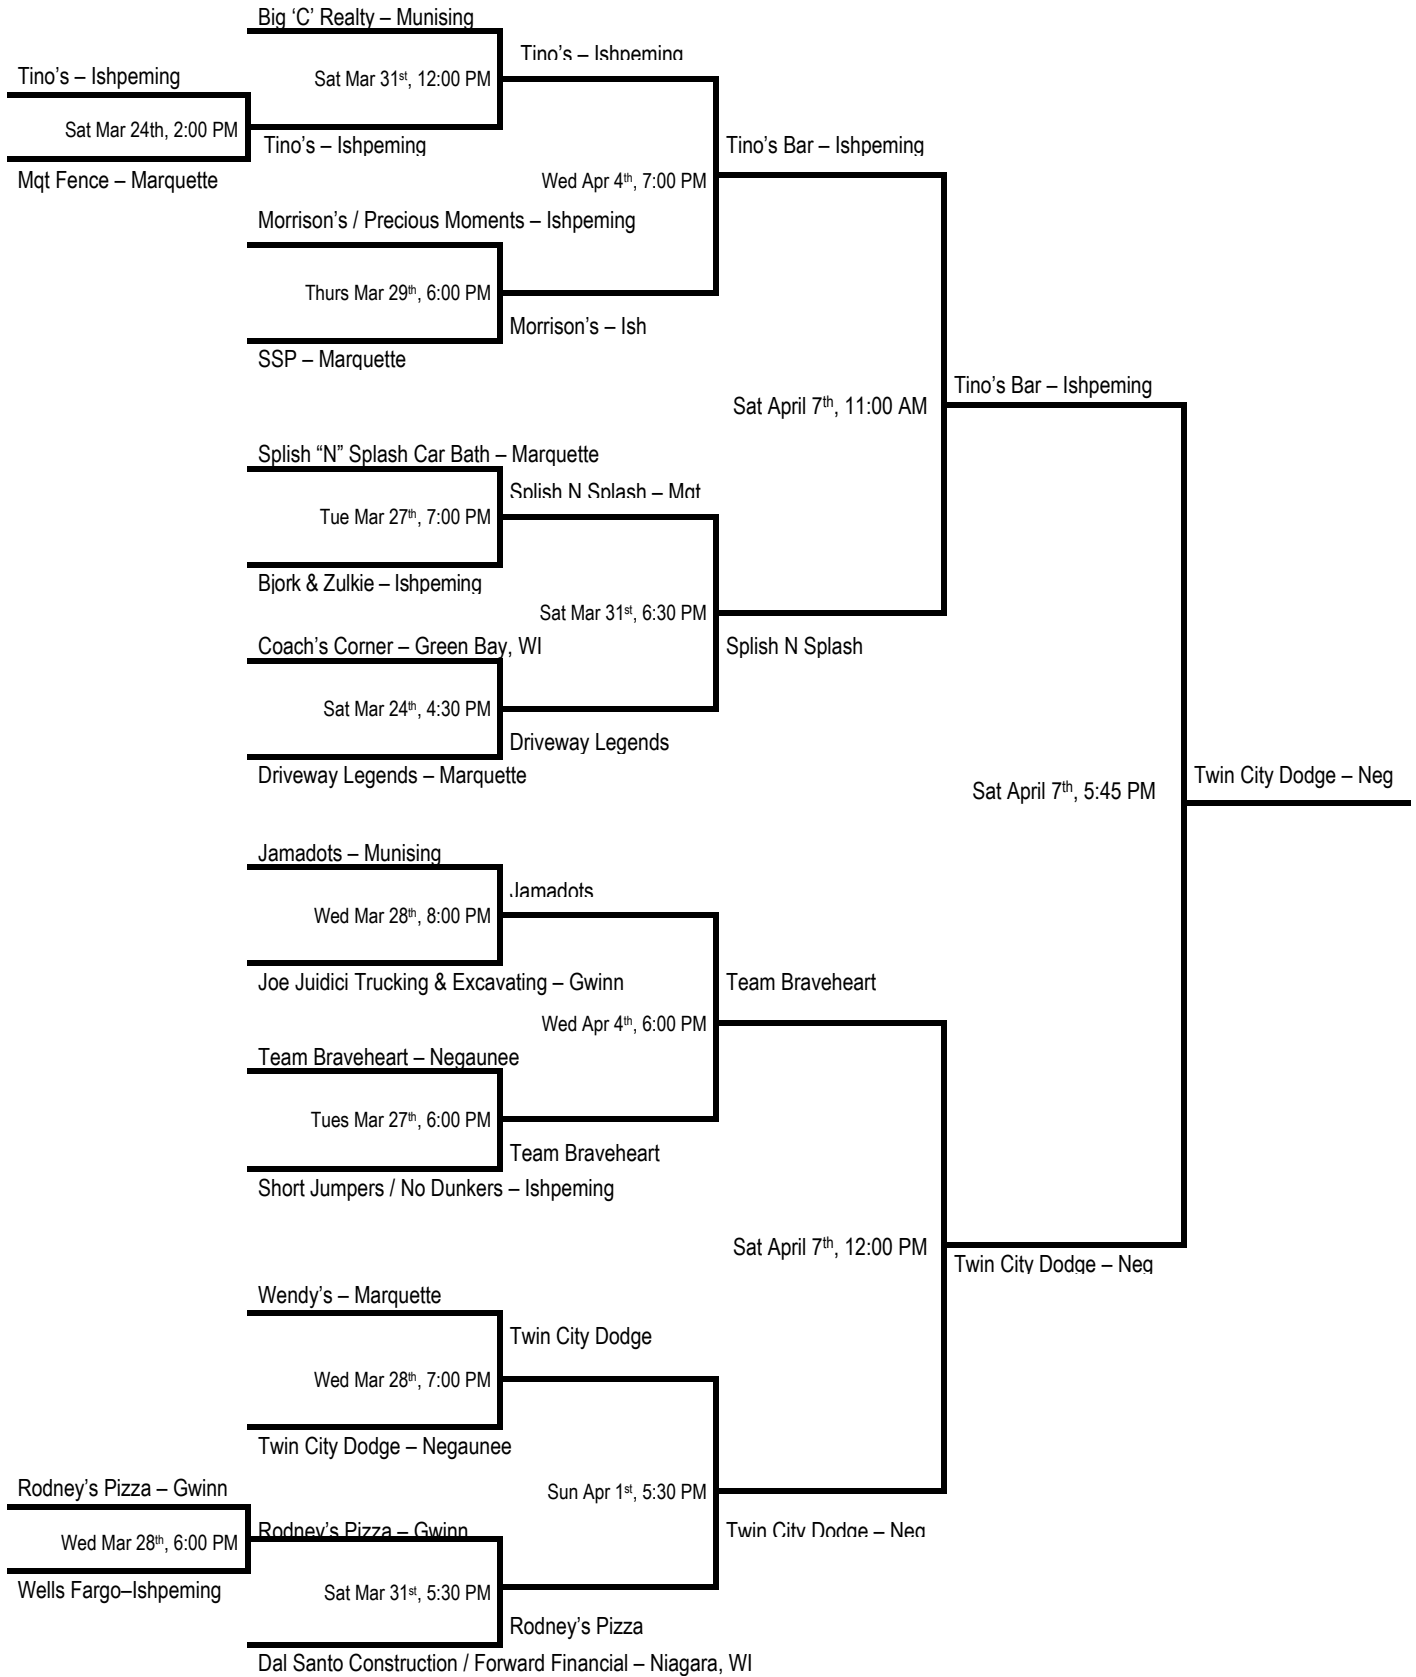 Big ‘C’ Realty – Munising
Tino’s – Ishpeming
Tino’s – Ishpeming
Sat Mar 31st, 12:00 PM
Sat Mar 24th, 2:00 PM
Tino’s – Ishpeming
Tino’s Bar – Ishpeming
Mqt Fence – Marquette
Wed Apr 4th, 7:00 PM
Morrison’s / Precious Moments – Ishpeming
Thurs Mar 29th, 6:00 PM
Morrison’s – Ish
SSP – Marquette
Tino’s Bar – Ishpeming
Sat April 7th, 11:00 AM
Splish “N” Splash Car Bath – Marquette
Splish N Splash – Mqt
Tue Mar 27th, 7:00 PM
Bjork & Zulkie – Ishpeming
Sat Mar 31st, 6:30 PM
Coach’s Corner – Green Bay, WI
Splish N Splash
Sat Mar 24th, 4:30 PM
Driveway Legends
Driveway Legends – Marquette
Twin City Dodge – Neg
Sat April 7th, 5:45 PM
Jamadots – Munising
Jamadots
Wed Mar 28th, 8:00 PM
Joe Juidici Trucking & Excavating – Gwinn
Team Braveheart
Wed Apr 4th, 6:00 PM
Team Braveheart – Negaunee
Tues Mar 27th, 6:00 PM
Team Braveheart
Short Jumpers / No Dunkers – Ishpeming
Sat April 7th, 12:00 PM
Twin City Dodge – Neg
Wendy’s – Marquette
Twin City Dodge
Wed Mar 28th, 7:00 PM
Twin City Dodge – Negaunee
Rodney’s Pizza – Gwinn
Sun Apr 1st, 5:30 PM
Rodney’s Pizza – Gwinn
Twin City Dodge – Neg
Wed Mar 28th, 6:00 PM
Wells Fargo–Ishpeming
Sat Mar 31st, 5:30 PM
Rodney’s Pizza
Dal Santo Construction / Forward Financial – Niagara, WI